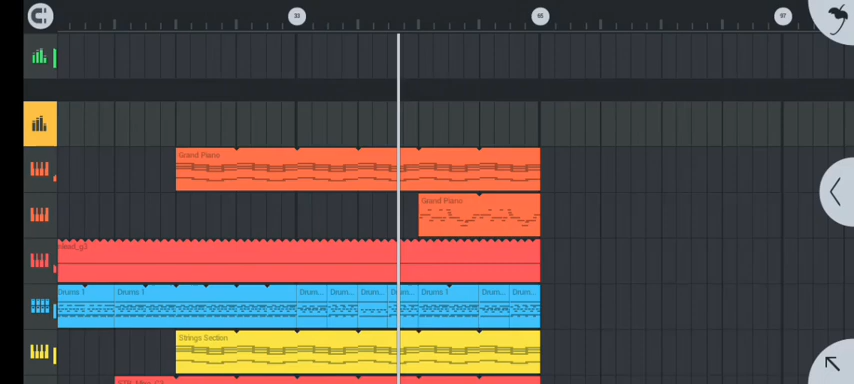 33
65
97
Grand Piano
Grand Piano
Drums 1
Drums 1
Drum...
Drum...
Drum...
Drums 1
Drum...
Drum...
Strings Section